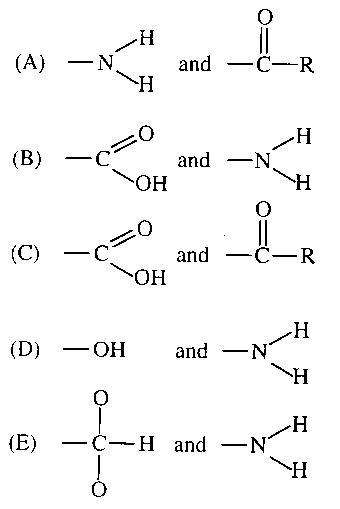 O
H
(A) —N and —C—R
H
O
H
(B) —C and —N
OH
H
O
O
(C) —C and —C—R
OH
H
(D) —OH and —N
H
O
H
(E) —C—H and —N
H
O